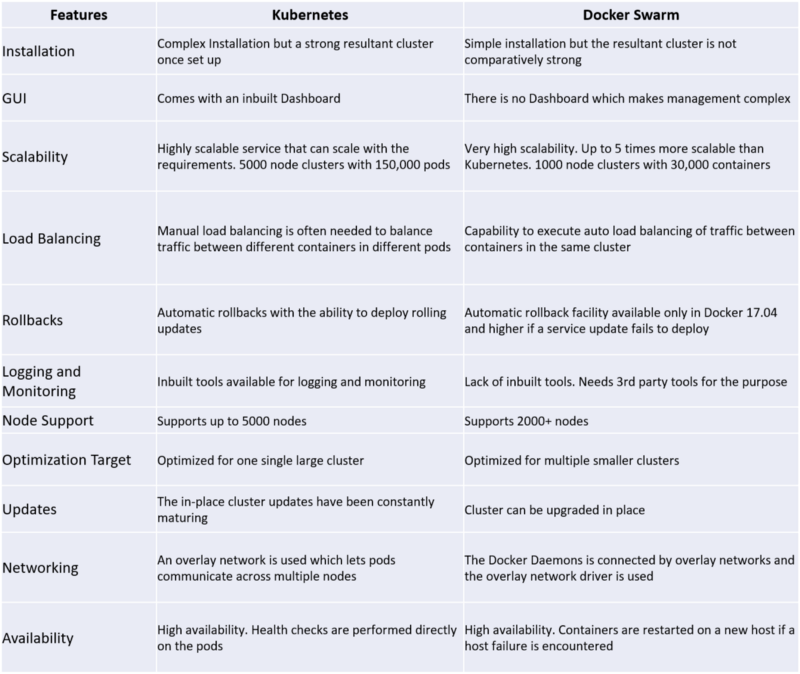 Features Kubernetes Docker Swarm
Installation
Complex Installation but a strong resultant cluster
once set up
Simple installation but the resultant cluster is not
comparatively strong
GUI
Comes with an inbuilt Dashboard
There is no Dashboard which makes management complex
Scalability
Highly scalable service that can scale with the
requirements. 5000 node clusters with 150,000 pods
Very high scalability. Up to 5 times more scalable than
Kubernetes. 1000 node clusters with 30,000 containers
Load Balancing
Manual load balancing is often needed to balance
traffic between different containers in different pods
Capability to execute auto load balancing of traffic between
containers in the same cluster
Rollbacks
Automatic rollbacks with the ability to deploy rolling
updates
Automatic rollback facility available only in Docker 17.04
and higher if a service update fails to deploy
Logging and
Monitoring
Inbuilt tools available for logging and monitoring
Lack of inbuilt tools. Needs 3rd party tools for the purpose
Node Support
Supports up to 5000 nodes
Supports 2000+ nodes
Optimization Target
Optimized for one single large cluster
Optimized for multiple smaller clusters
Updates
The in-place cluster updates have been constantly
maturing
Cluster can be upgraded in place
Networking
An overlay network is used which lets pods
communicate across multiple nodes
The Docker Daemons is connected by overlay networks and
the overlay network driver is used
Availability
High availability. Health checks are performed directly
on the pods
High availability. Containers are restarted on a new host if a
host failure is encountered